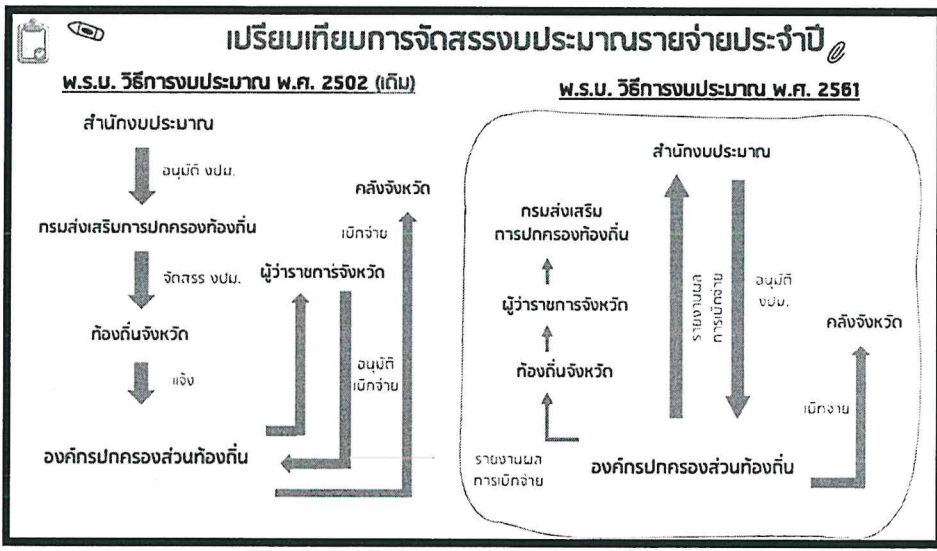 เปรียบเทียบการจัดสรรงบประมาณรายจ่ายประจำปี
พ.ร.บ. วิธีการงบประมาณ พ.ศ. 2502 (เดิม)
สำนักงบประมาณ
อนุมัติ งปม.
กรมส่งเสริมการปกครองท้องถิ่น
จัดสรร งปม.
ท้องถิ่นจังหวัด
แจ้ง
องค์กรปกครองส่วนท้องถิ่น
ผู้ว่าราชการจังหวัด
อนุมัติ
เบิกจ่าย
คลังจังหวัด
เบิกจ่าย
พ.ร.บ. วิธีการงบประมาณ พ.ศ. 2561
สำนักงบประมาณ
กรมส่งเสริม
การปกครองท้องถิ่น
ผู้ว่าราชการจังหวัด
ท้องถิ่นจังหวัด
รายงานผล
การเบิกจ่าย
รายงานผล
การเบิกจ่าย
อนุมัติ
งปม.
องค์กรปกครองส่วนท้องถิ่น
เบิกจ่าย
คลังจังหวัด